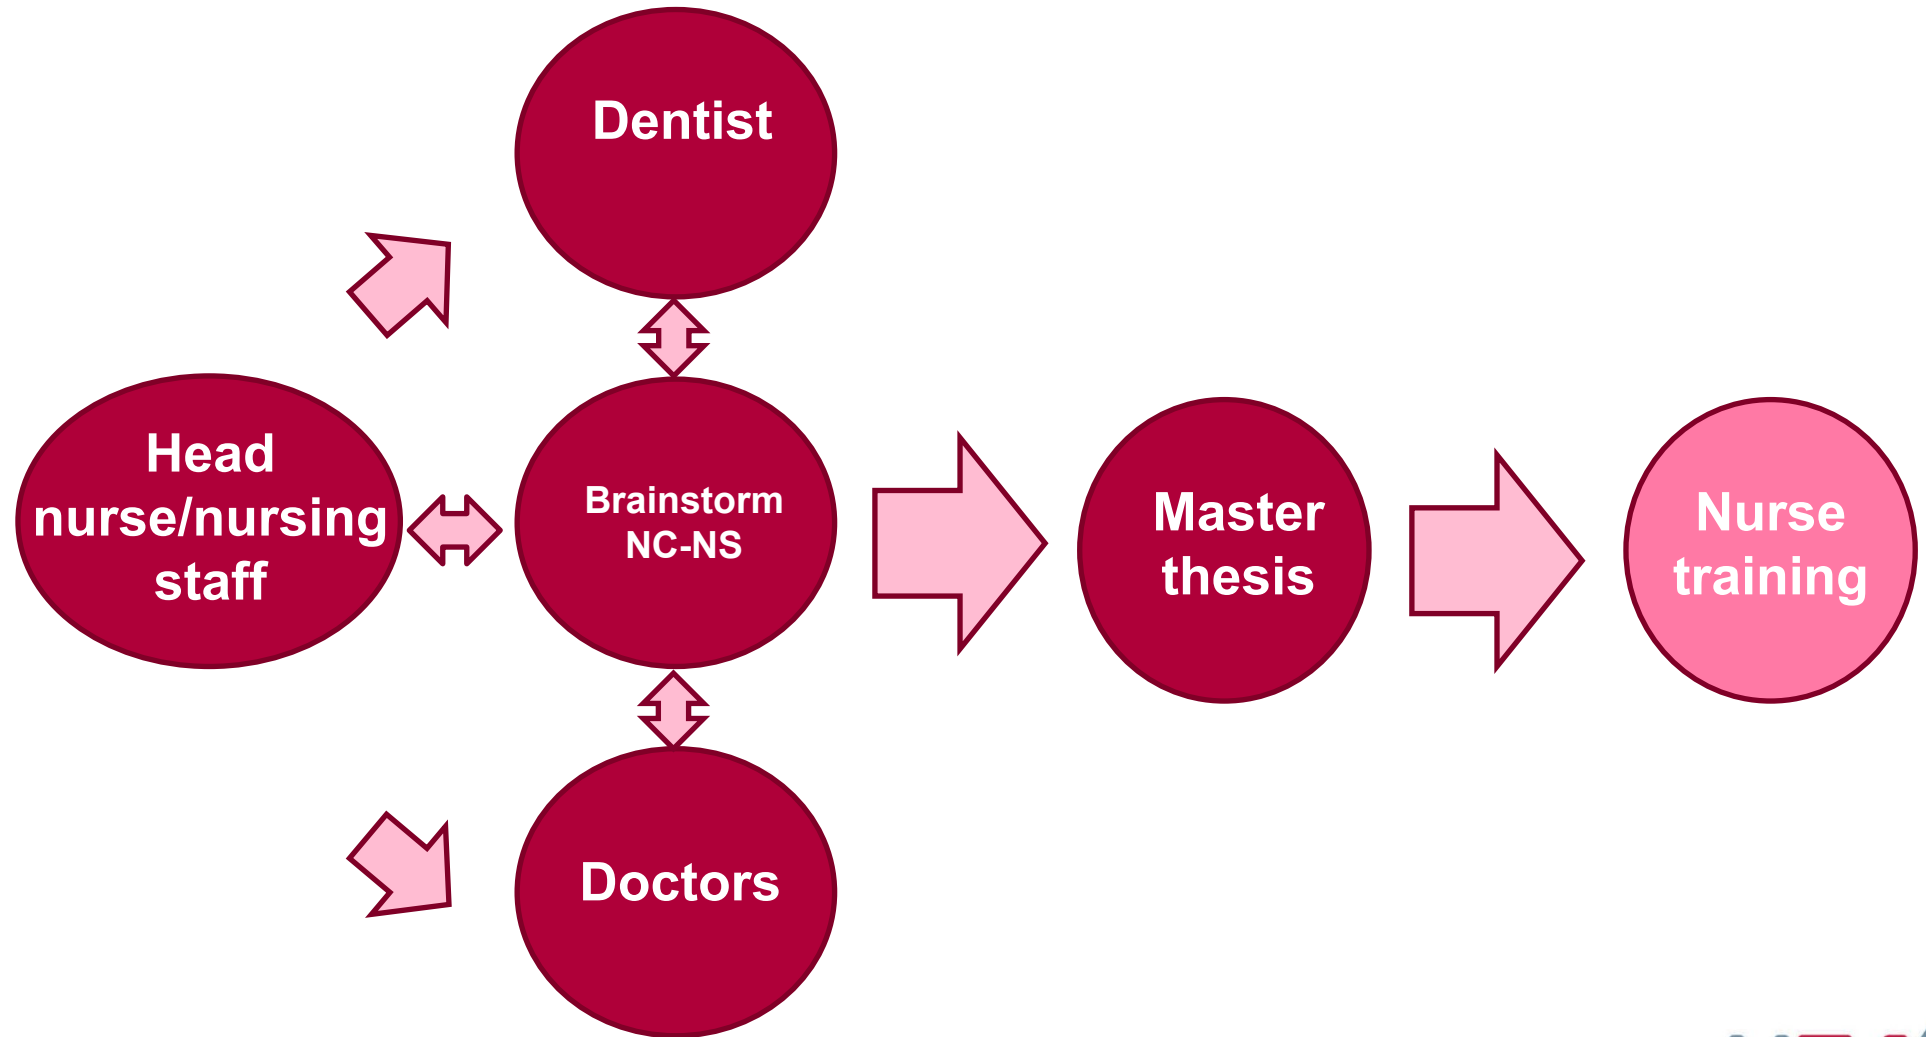 Dentist
Head
nurse/nursing
staff
Brainstorm
NC-NS
Master
thesis
Nurse
training
Doctors